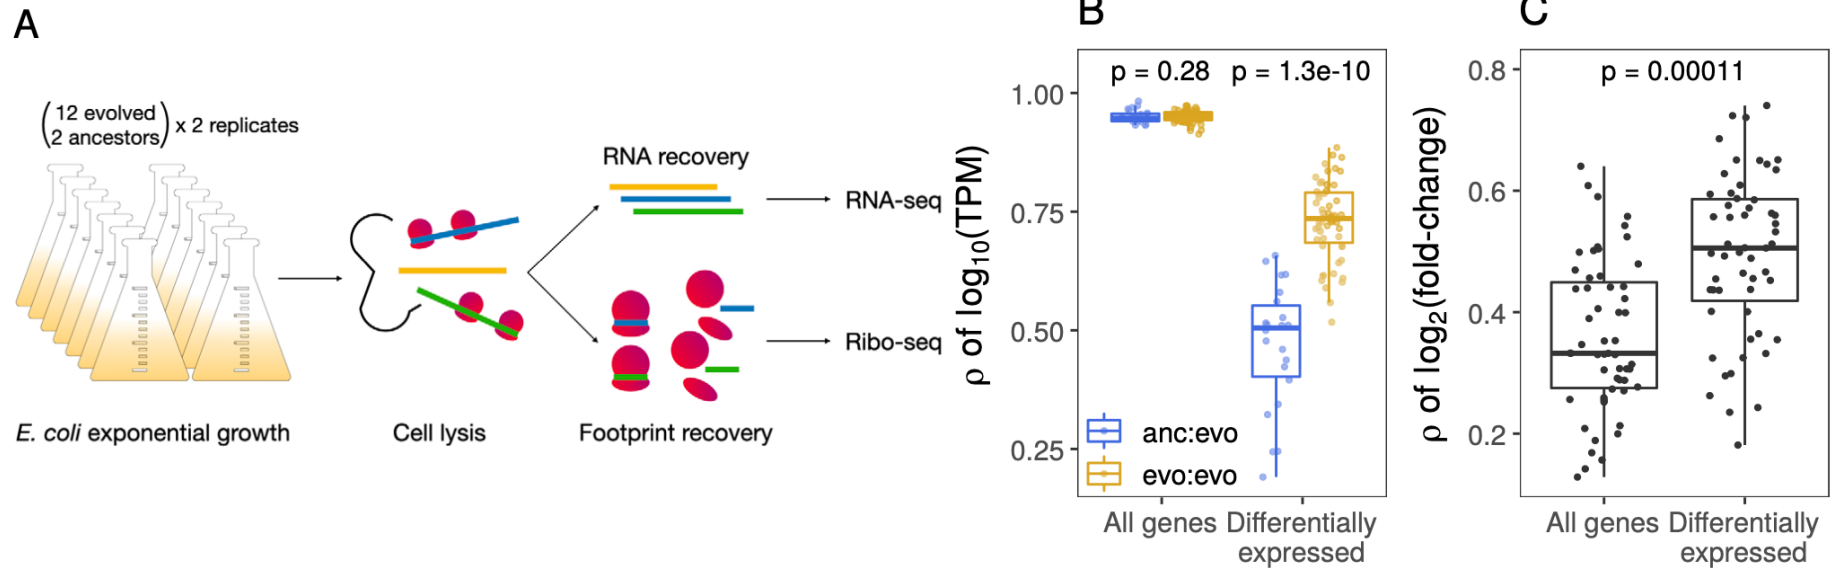 A
(12 evolved
2 ancestors) x 2 replicates
E. coli exponential growth
Cell lysis
RNA recovery
RNA-seq
Ribo-seq
Footprint recovery
B
p = 0.28 p = 1.3e-10
ρ of log10(TPM)
1.00
0.75
0.50
0.25
anc:evo
evo:evo
All genes
Differentially
expressed
C
p = 0.00011
ρ of log2(fold-change)
0.8
0.6
0.4
0.2
All genes
Differentially
expressed